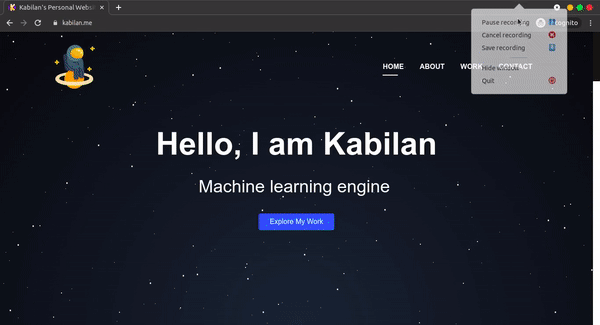 Kabilan's Personal Websi
kabilan.me
Pause recording
Cancel recording
Save recording
Quit
HOME
ABOUT
WORK
CONTACT
Hello, I am Kabilan
Machine learning engine
Explore My Work